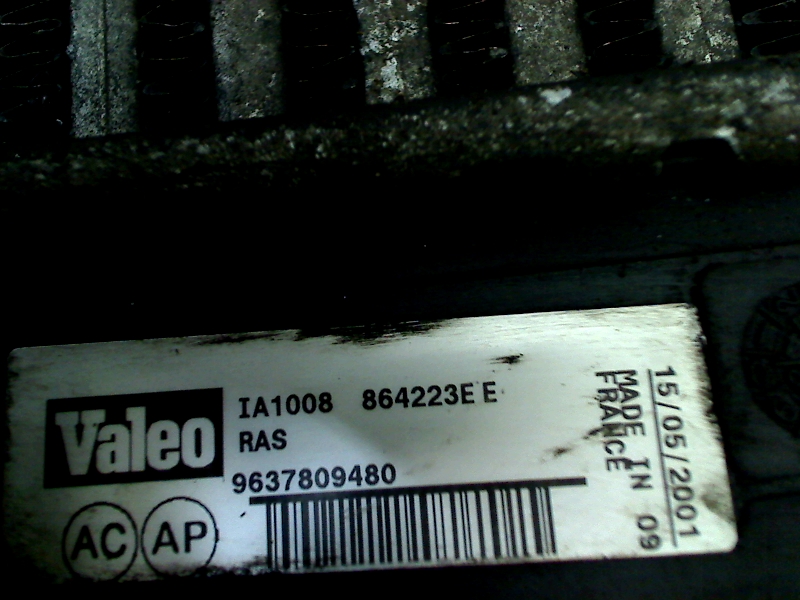 Valeo
IA1008 864223E E
RAS
9637809480
AC AP
MADE IN
FRANCE
09
15/05/2001